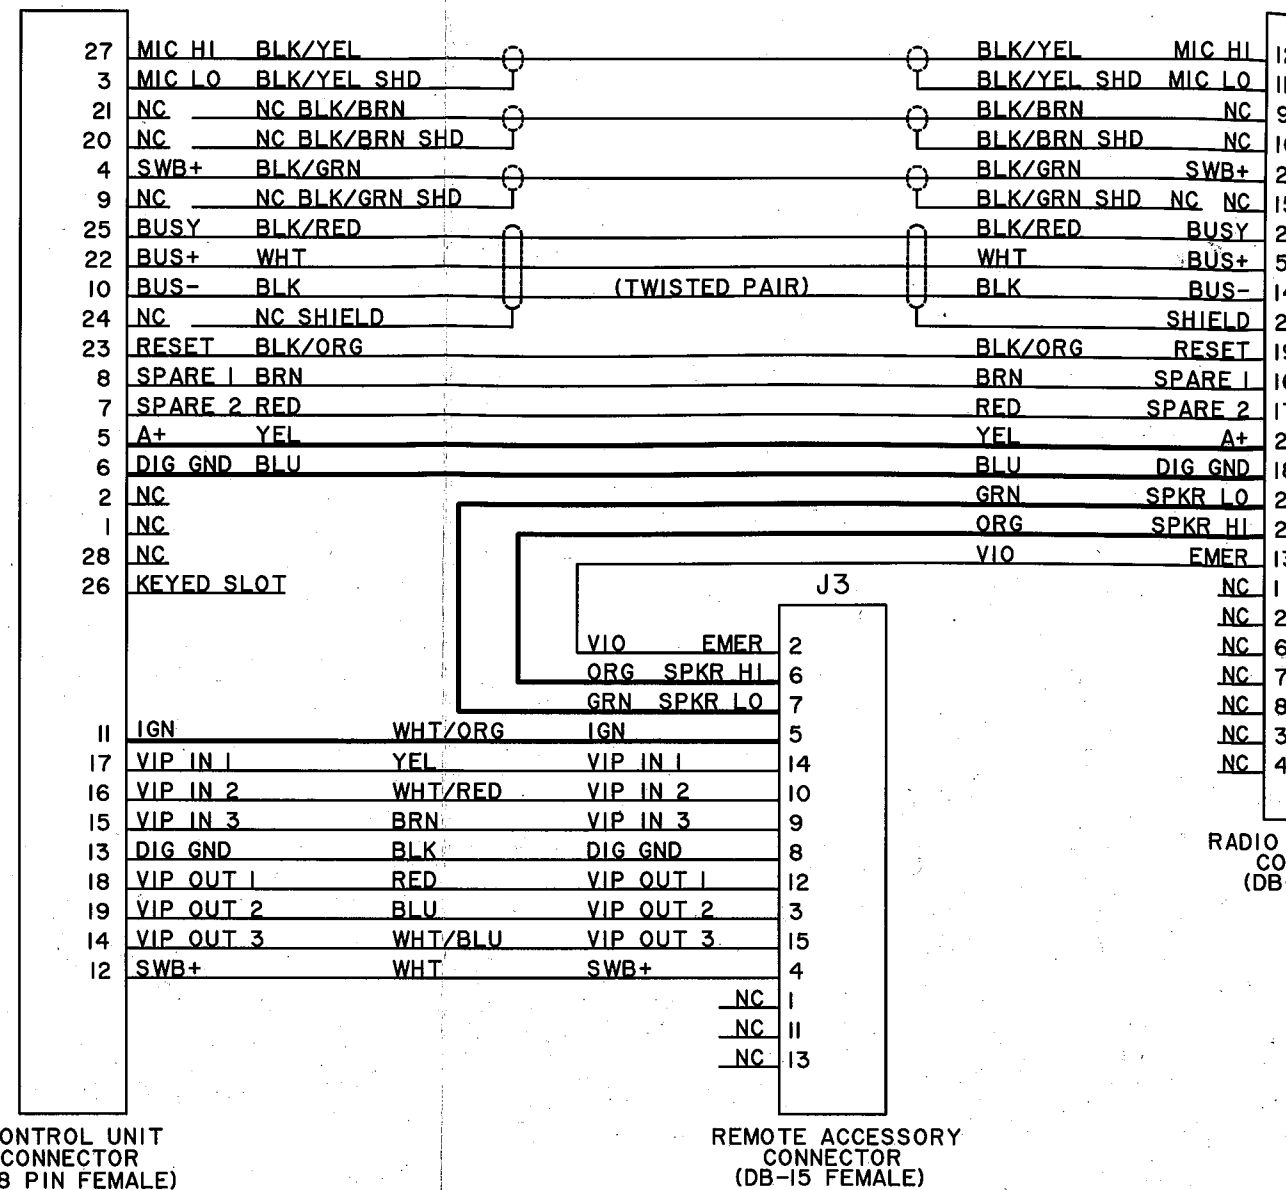 27 MIC HI BLK/YEL BLK/YEL MIC HI
3 MIC LO BLK/YEL SHD BLK/YEL SHD MIC LO
21 NC NC BLK/BRN BLK/BRN NC 9
20 NC NC BLK/BRN SHD BLK/BRN SHD NC
4 SWB+ BLK/GRN BLK/GRN SWB+
9 NC NC BLK/GRN SHD BLK/GRN SHD NC NC
25 BUSY BLK/RED BLK/RED BUSY
22 BUS+ WHT WHT BUS+ 5
10 BUS- BLK (TWISTED PAIR) BLK BUS-
24 NC NC SHIELD SHIELD
23 RESET BLK/ORG BLK/ORG RESET
8 SPARE 1 BRN BRN SPARE 1
7 SPARE 2 RED RED SPARE 2
5 A+ YEL YEL A+
6 DIG GND BLU BLU DIG GND
2 NC GRN SPKR LO
1 NC ORG SPKR HI
28 NC VIO EMER 13
26 KEYED SLOT NC 1
J3
NC 2
VIO EMER 2 NC 6
ORG SPKR HI 6 NC 7
GRN SPKR LO 7 NC 8
11 IGN WHT/ORG IGN 5 NC 3
17 VIP IN 1 YEL VIP IN 1 14 NC 4
16 VIP IN 2 WHT/RED VIP IN 2 10
15 VIP IN 3 BRN VIP IN 3 9
13 DIG GND BLK DIG GND 8
18 VIP OUT 1 RED VIP OUT 1 12
19 VIP OUT 2 BLU VIP OUT 2 3
14 VIP OUT 3 WHT/BLU VIP OUT 3 15
12 SWB+ WHT SWB+ 4
NC 1
NC 11
NC 13
RADIO
CO
(DB-
ONTROL UNIT
CONNECTOR
8 PIN FEMALE)
REMOTE ACCESSORY
CONNECTOR
(DB-15 FEMALE)